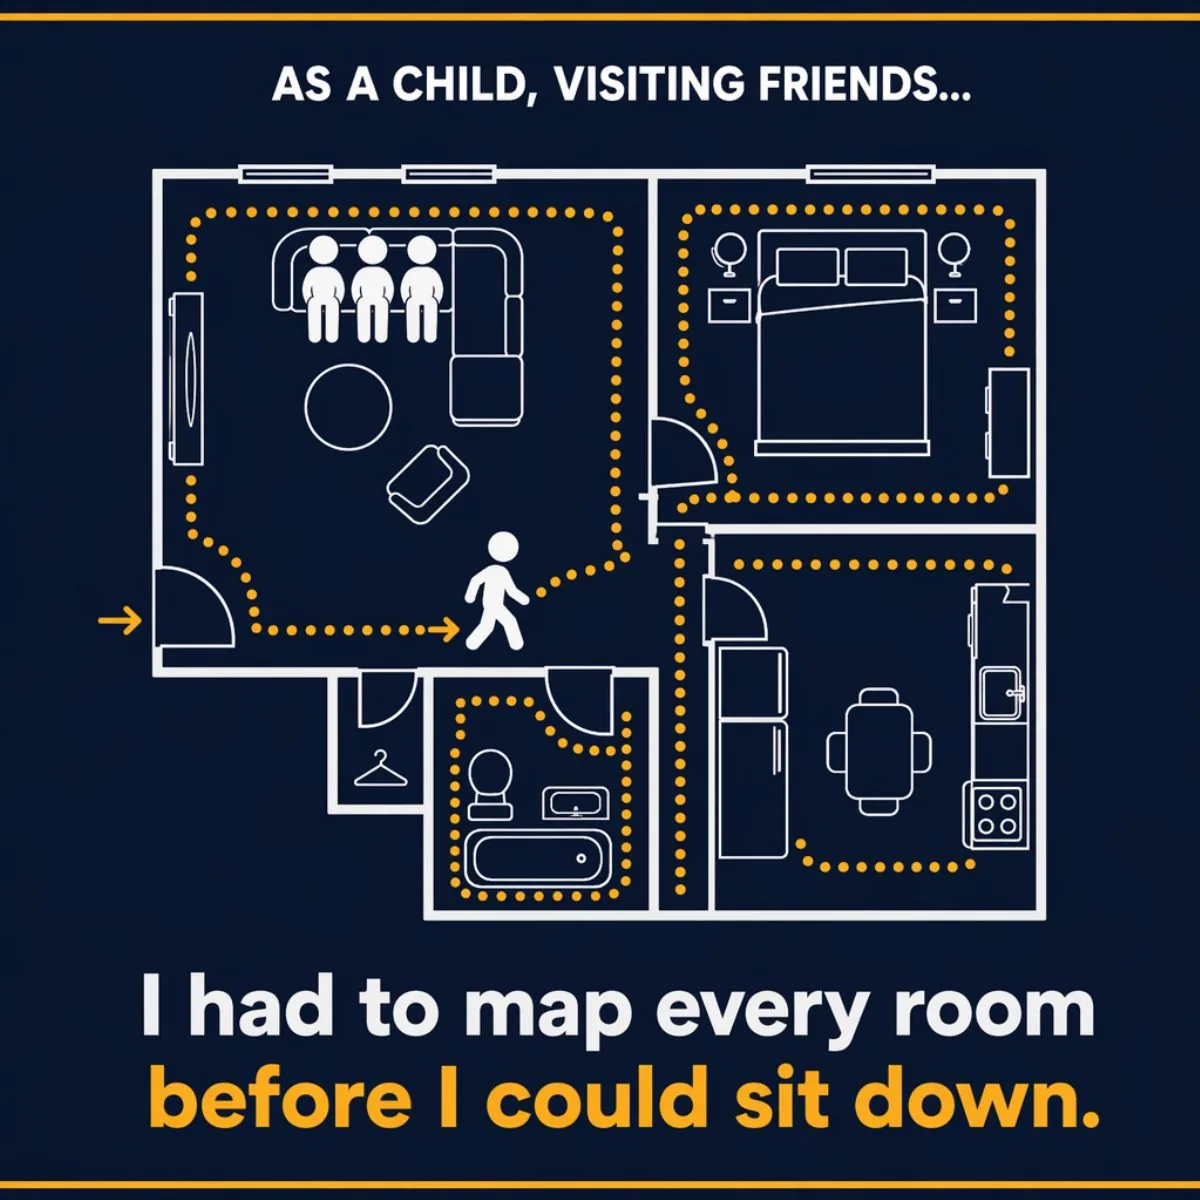 AS A CHILD, VISITING FRIENDS...
I had to map every room
before I could sit down.